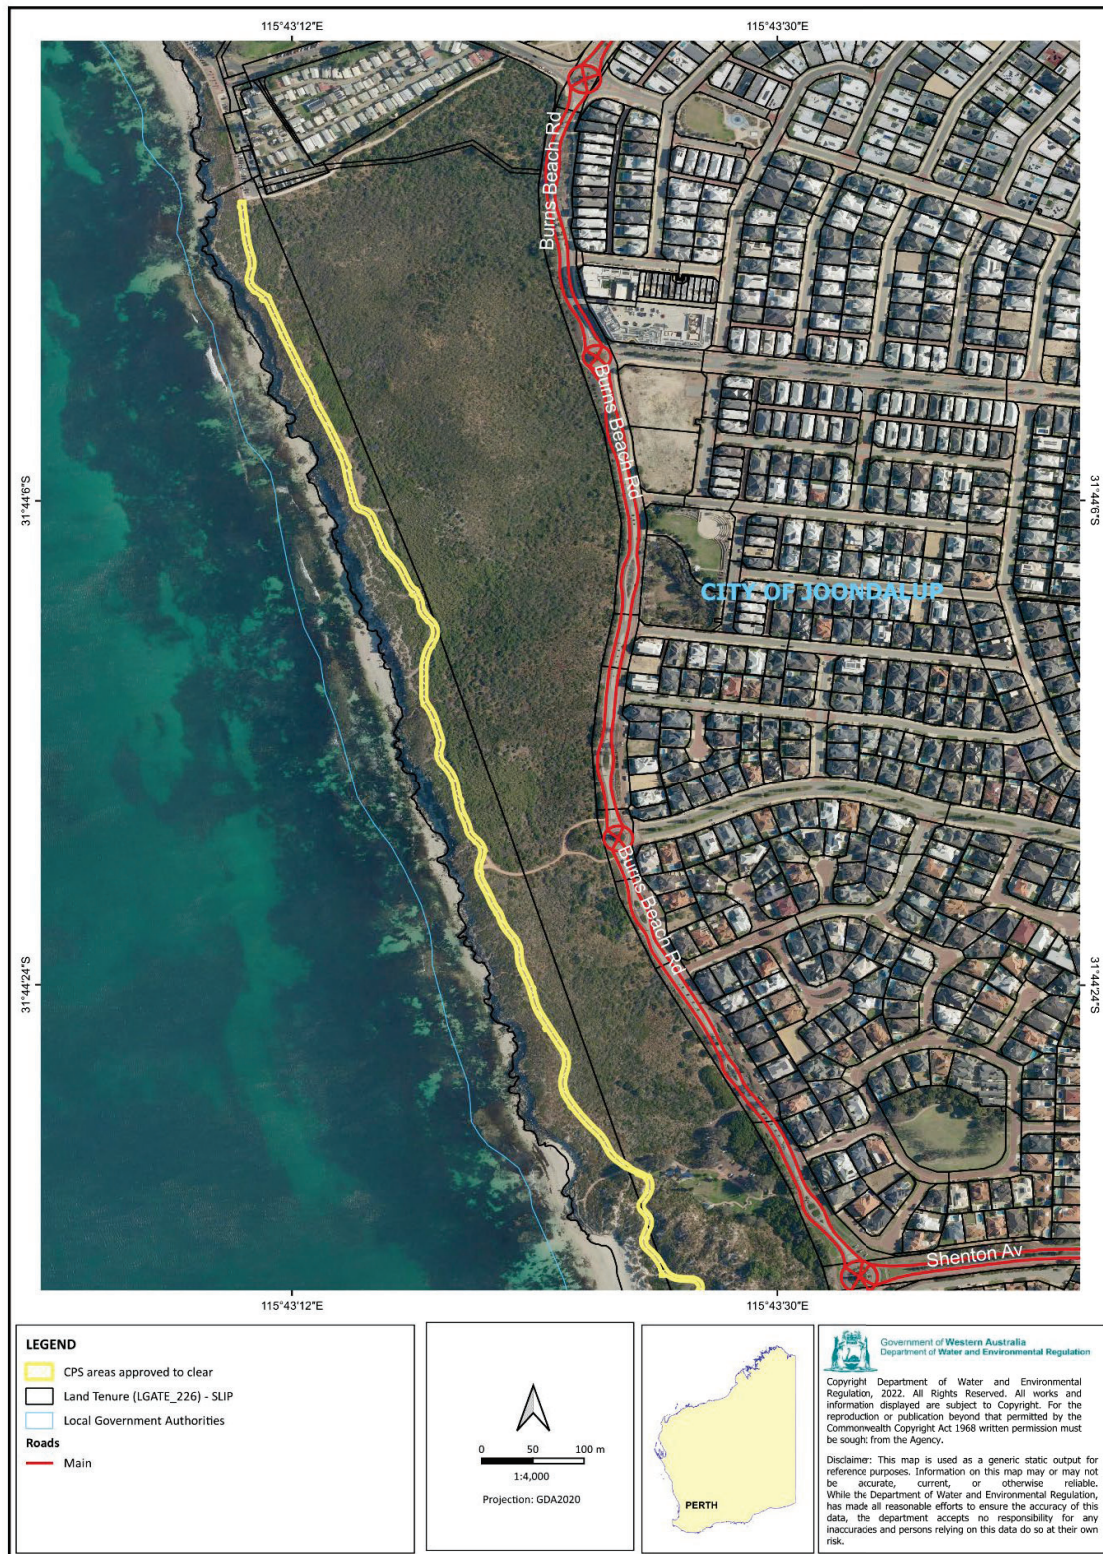 115°43'12"E
115°43'30"E
Burns Beach Rd
Burns Beach Rd
31°44'6"S
31°44'6"S
CITY OF JOONDALUP
Burns Beach Rd
31°44'24"S
31°44'24"S
Shenton Av
115°43'12"E
115°43'30"E
LEGEND
CPS areas approved to clear
Land Tenure (LGATE_226) - SLIP
Local Government Authorities
Roads
Main
0 50 100 m
1:4,000
Projection: GDA2020
PERTH
Government of Western Australia
Department of Water and Environmental Regulation
Copyright Department of Water and Environmental
Regulation, 2022. All Rights Reserved. All works and
information displayed are subject to Copyright. For the
reproduction or publication beyond that permitted by the
Commonwealth Copyright Act 1968 written permission must
be sought from the Agency.
Disclaimer: This map is used as a generic static output for
reference purposes. Information on this map may or may not
be accurate, current, or otherwise reliable.
While the Department of Water and Environmental Regulation,
has made all reasonable efforts to ensure the accuracy of this
data, the department accepts no responsibility for any
inaccuracies and persons relying on this data do so at their own
risk.